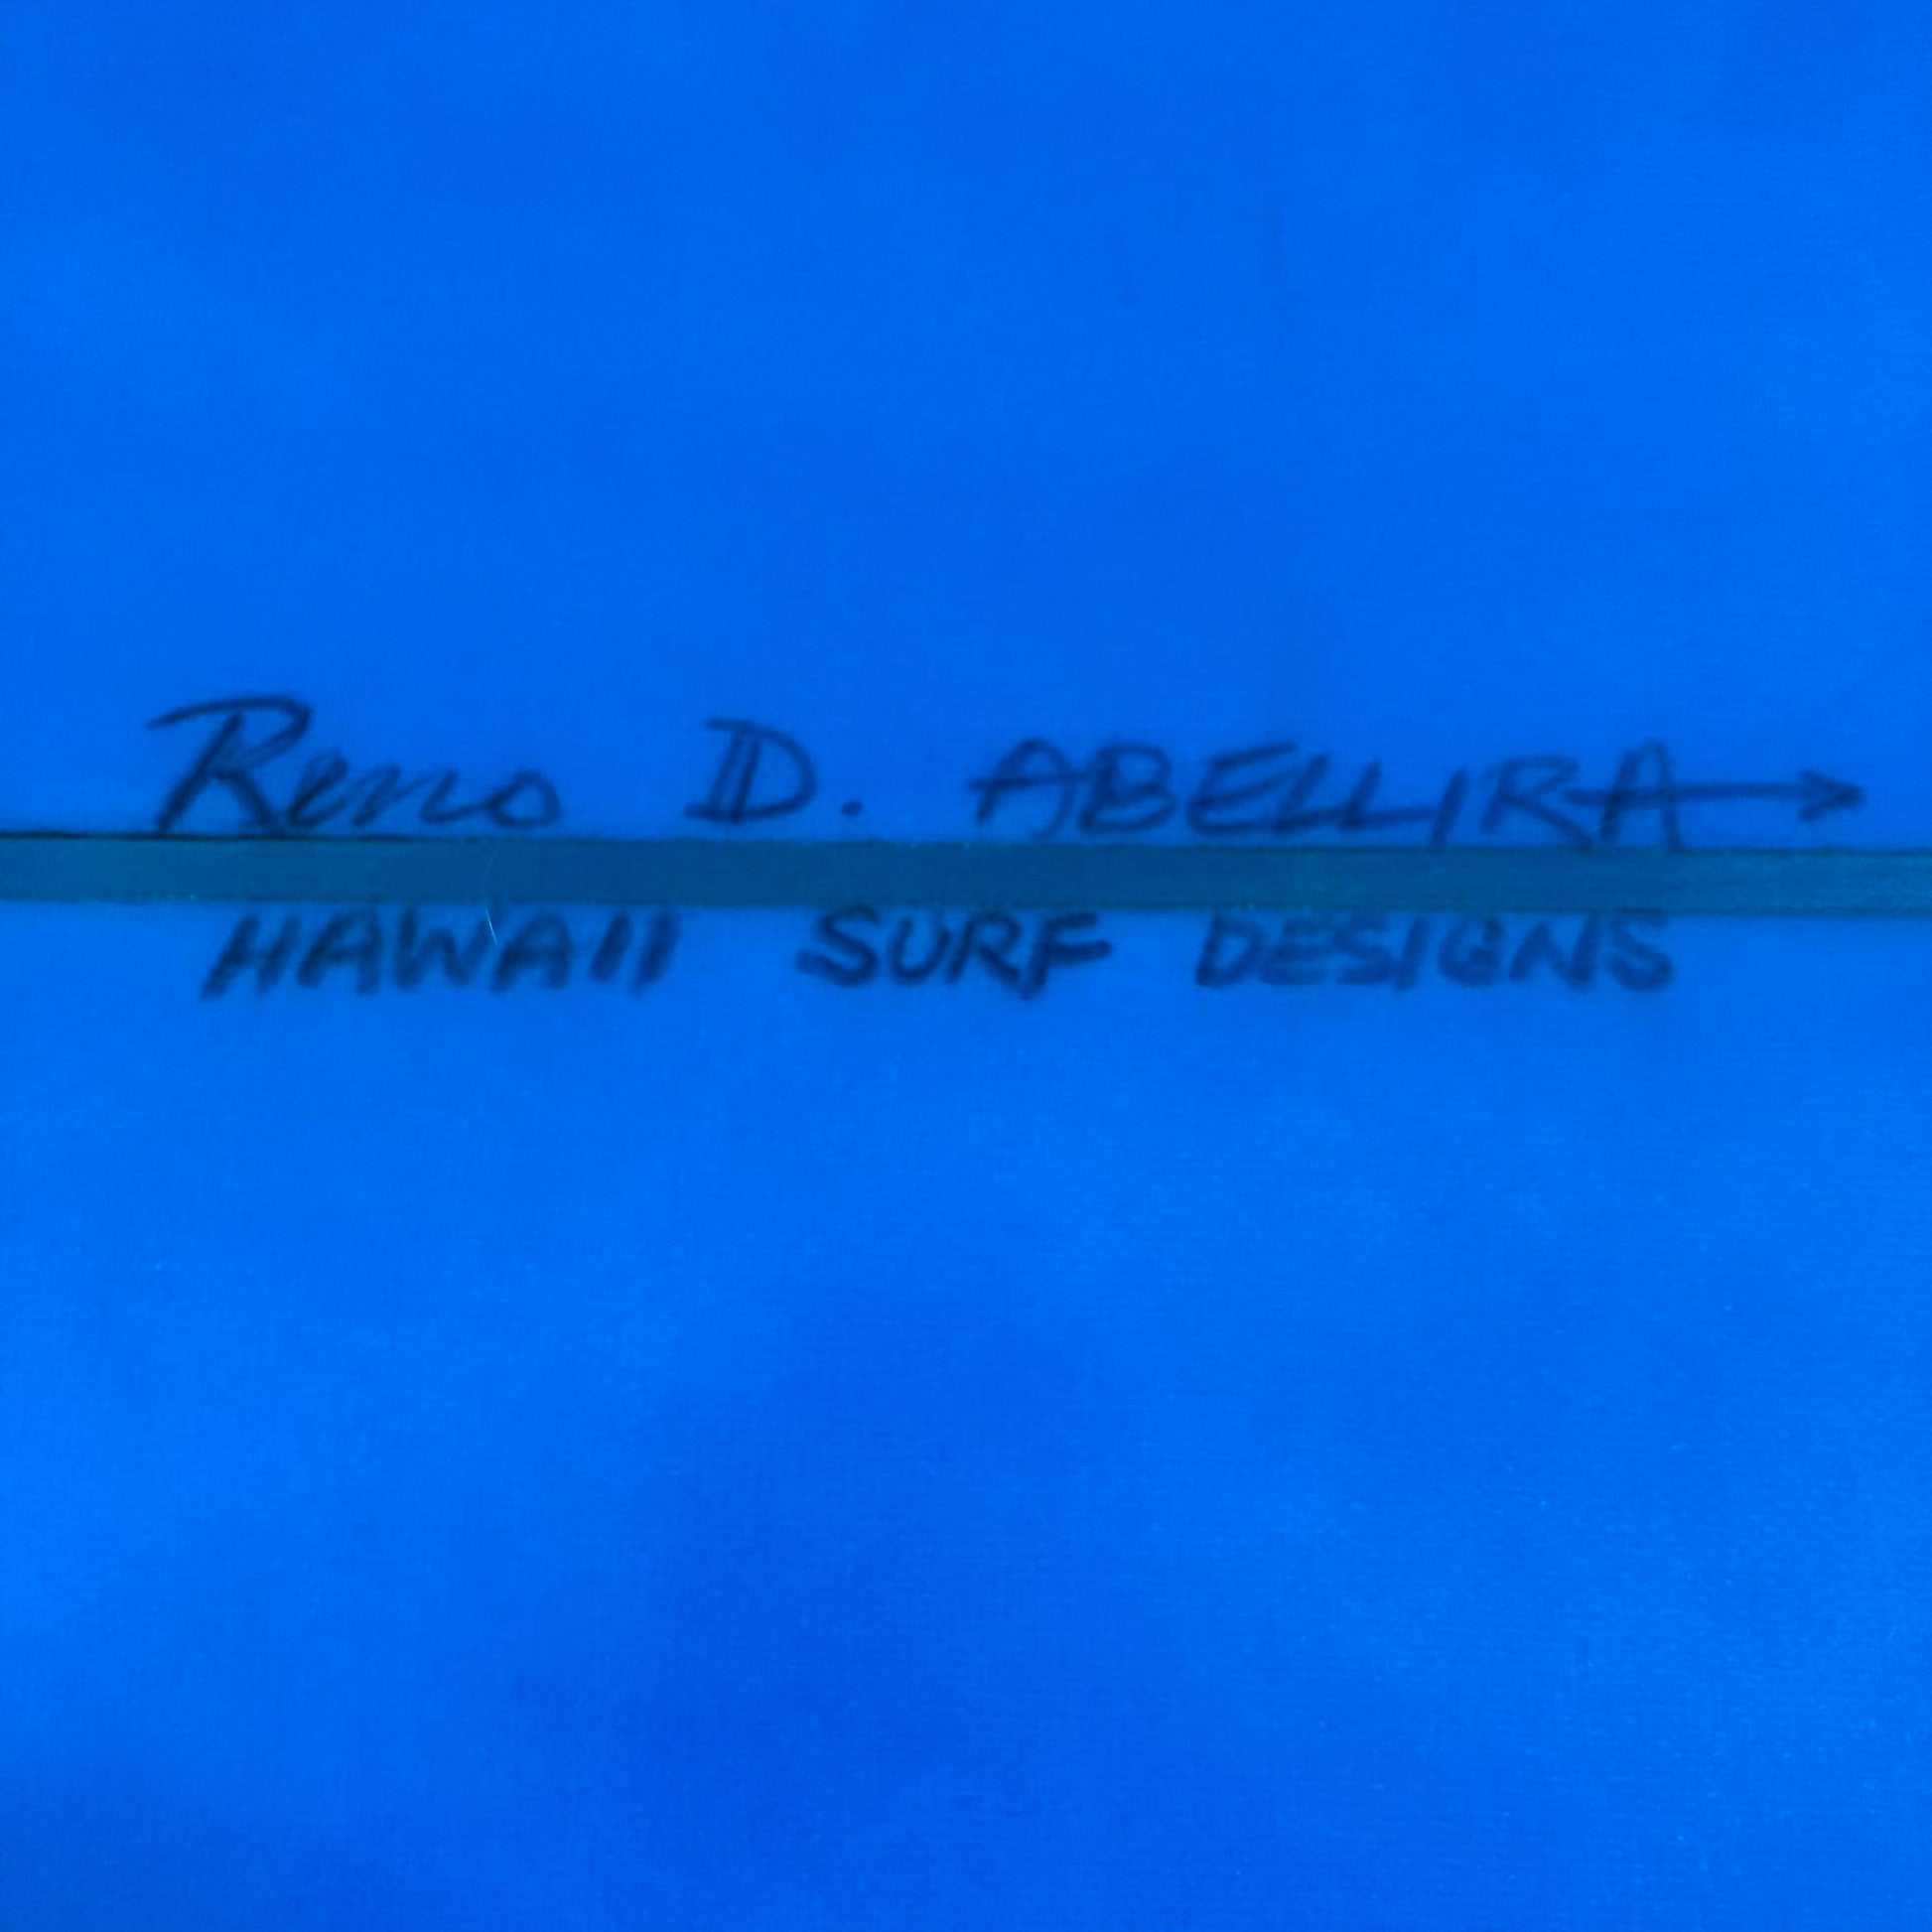 Reno D. ABELLIRA
HAWAII SURF DESIGNS